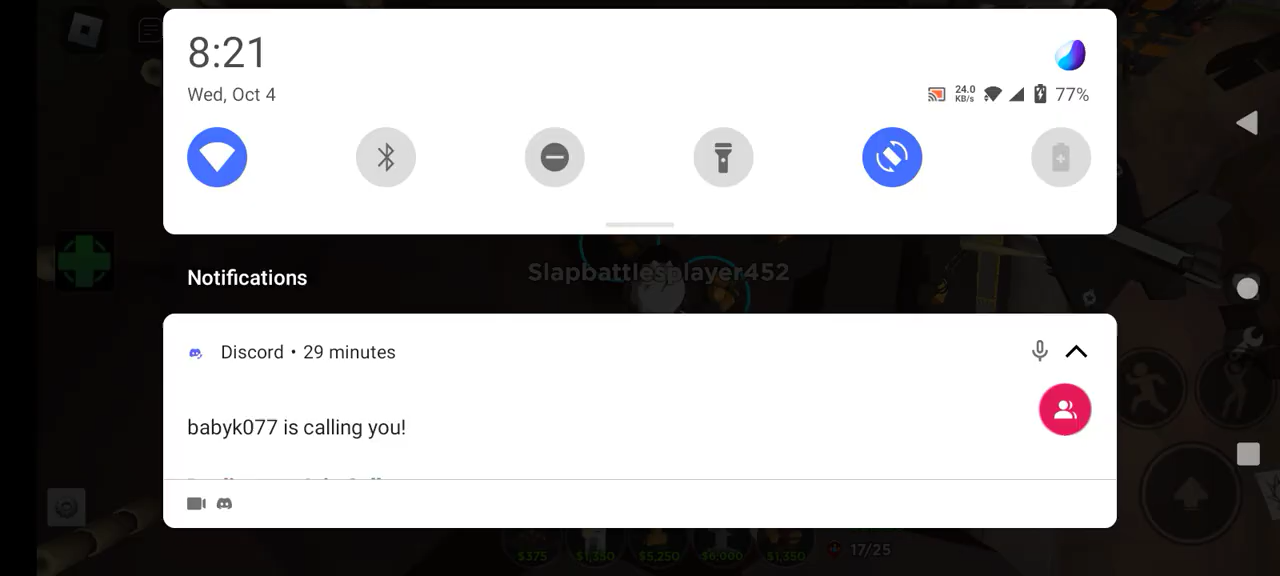 8:21
Wed, Oct 4
24.0
KB/s
77%
Slapbattlesplayer452
Notifications
Discord • 29 minutes
babyk077 is calling you!
$375
$1,350
$5,250
$6,000
$1,350
17/25